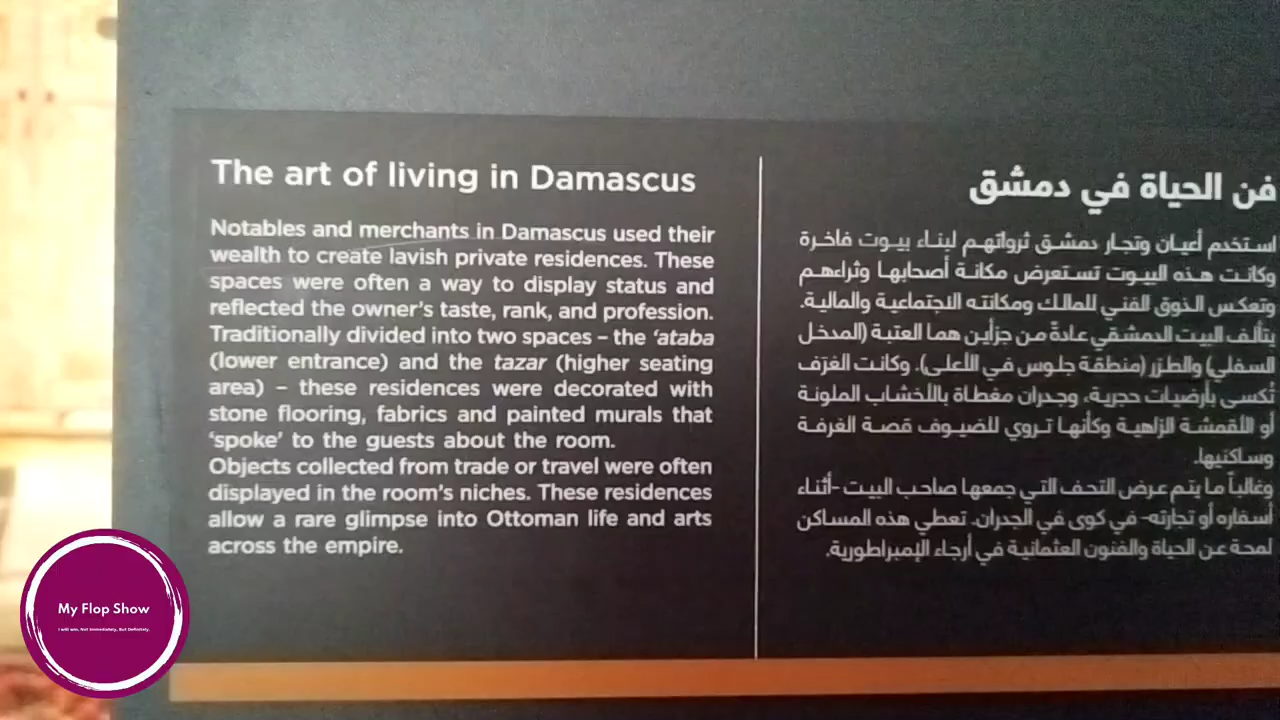 The art of living in Damascus
Notables and merchants in Damascus used their
wealth to create lavish private residences. These
spaces were often a way to display status and
reflected the owner's taste, rank, and profession.
Traditionally divided into two spaces – the 'ataba
(lower entrance) and the tazar (higher seating
area) – these residences were decorated with
stone flooring, fabrics and painted murals that
'spoke' to the guests about the room.
Objects collected from trade or travel were often
displayed in the room's niches. These residences
allow a rare glimpse into Ottoman life and arts
across the empire.
فن الحياة في دمشق
استخدم أعيان وتجار دمشق ثرواتهم لبناء بيوت فاخرة
وكانت هذه البيوت تستعرض مكانة أصحابها وثراءهم
وتعكس الذوق الفني للمالك ومكانته الاجتماعية والمالية.
يتألف البيت الدمشقي عادةً من جزأين هما العتبة (المدخل
السفلي) والطزر (منطقة جلوس في الأعلى). وكانت الغرف
تُكسى بأرضيات حجرية، وجدران مغطاة بالأخشاب الملونة
أو الأقمشة الزاهية وكأنها تروي للضيوف قصة الغرفة
وساكنيها.
وغالباً ما يتم عرض التحف التي جمعها صاحب البيت -أثناء
أسفاره أو تجارته- في كوى في الجدران. تعطي هذه المساكن
لمحة عن الحياة والفنون العثمانية في أرجاء الإمبراطورية.
My Flop Show
I will win, Not Immediately, But Definitely.